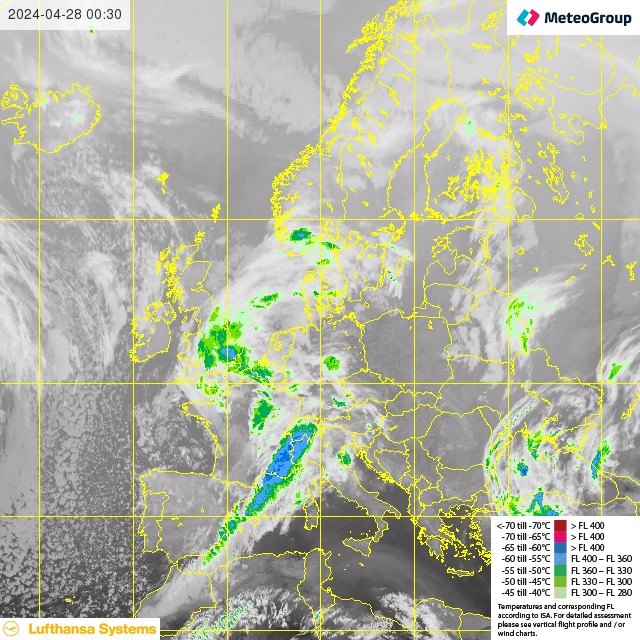 2024-04-28 00:30
MeteoGroup
<-70 till -70°C > FL 400
-70 till -65°C > FL 400
-65 till -60°C > FL 400
-60 till -55°C FL 400 – FL 360
-55 till -50°C FL 360 – FL 330
-50 till -45°C FL 330 – FL 300
-45 till -40°C FL 300 – FL 280
Temperatures and corresponding FL
according to ISA. For detailed assessment
please see vertical flight profile and / or
wind charts.
Lufthansa Systems